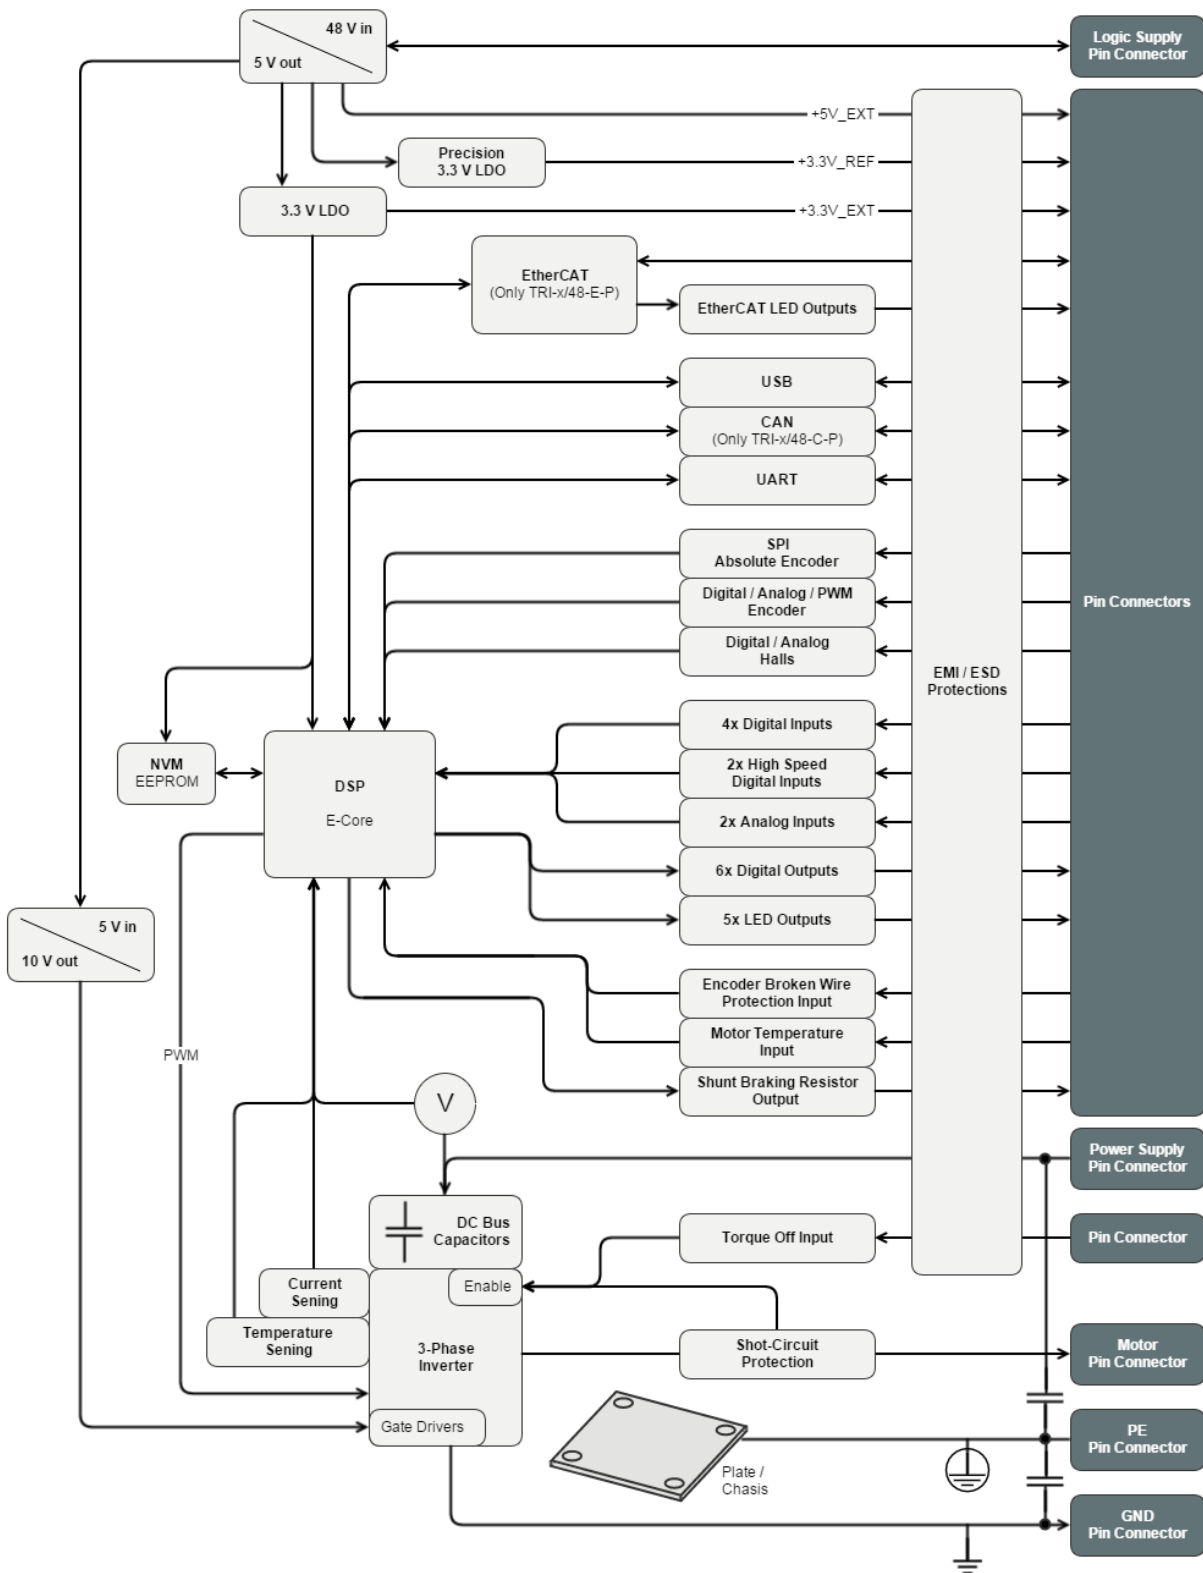 48 V in
5 V out
Logic Supply
Pin Connector
+5V_EXT
Precision
3.3 V LDO
+3.3V_REF
3.3 V LDO
+3.3V_EXT
EtherCAT
(Only TRI-x/48-E-P)
EtherCAT LED Outputs
USB
CAN
(Only TRI-x/48-C-P)
UART
SPI
Absolute Encoder
Digital / Analog / PWM
Encoder
Pin Connectors
Digital / Analog
Halls
EMI / ESD
Protections
4x Digital Inputs
NVM
EEPROM
DSP
E-Core
2x High Speed
Digital Inputs
2x Analog Inputs
6x Digital Outputs
5x LED Outputs
5 V in
10 V out
Encoder Broken Wire
Protection Input
Motor Temperature
Input
PWM
Shunt Braking Resistor
Output
V
Power Supply
Pin Connector
DC Bus
Capacitors
Torque Off Input
Pin Connector
Current
Sening
Enable
Temperature
Sening
3-Phase
Inverter
Shot-Circuit
Protection
Motor
Pin Connector
Gate Drivers
PE
Pin Connector
Plate /
Chasis
GND
Pin Connector